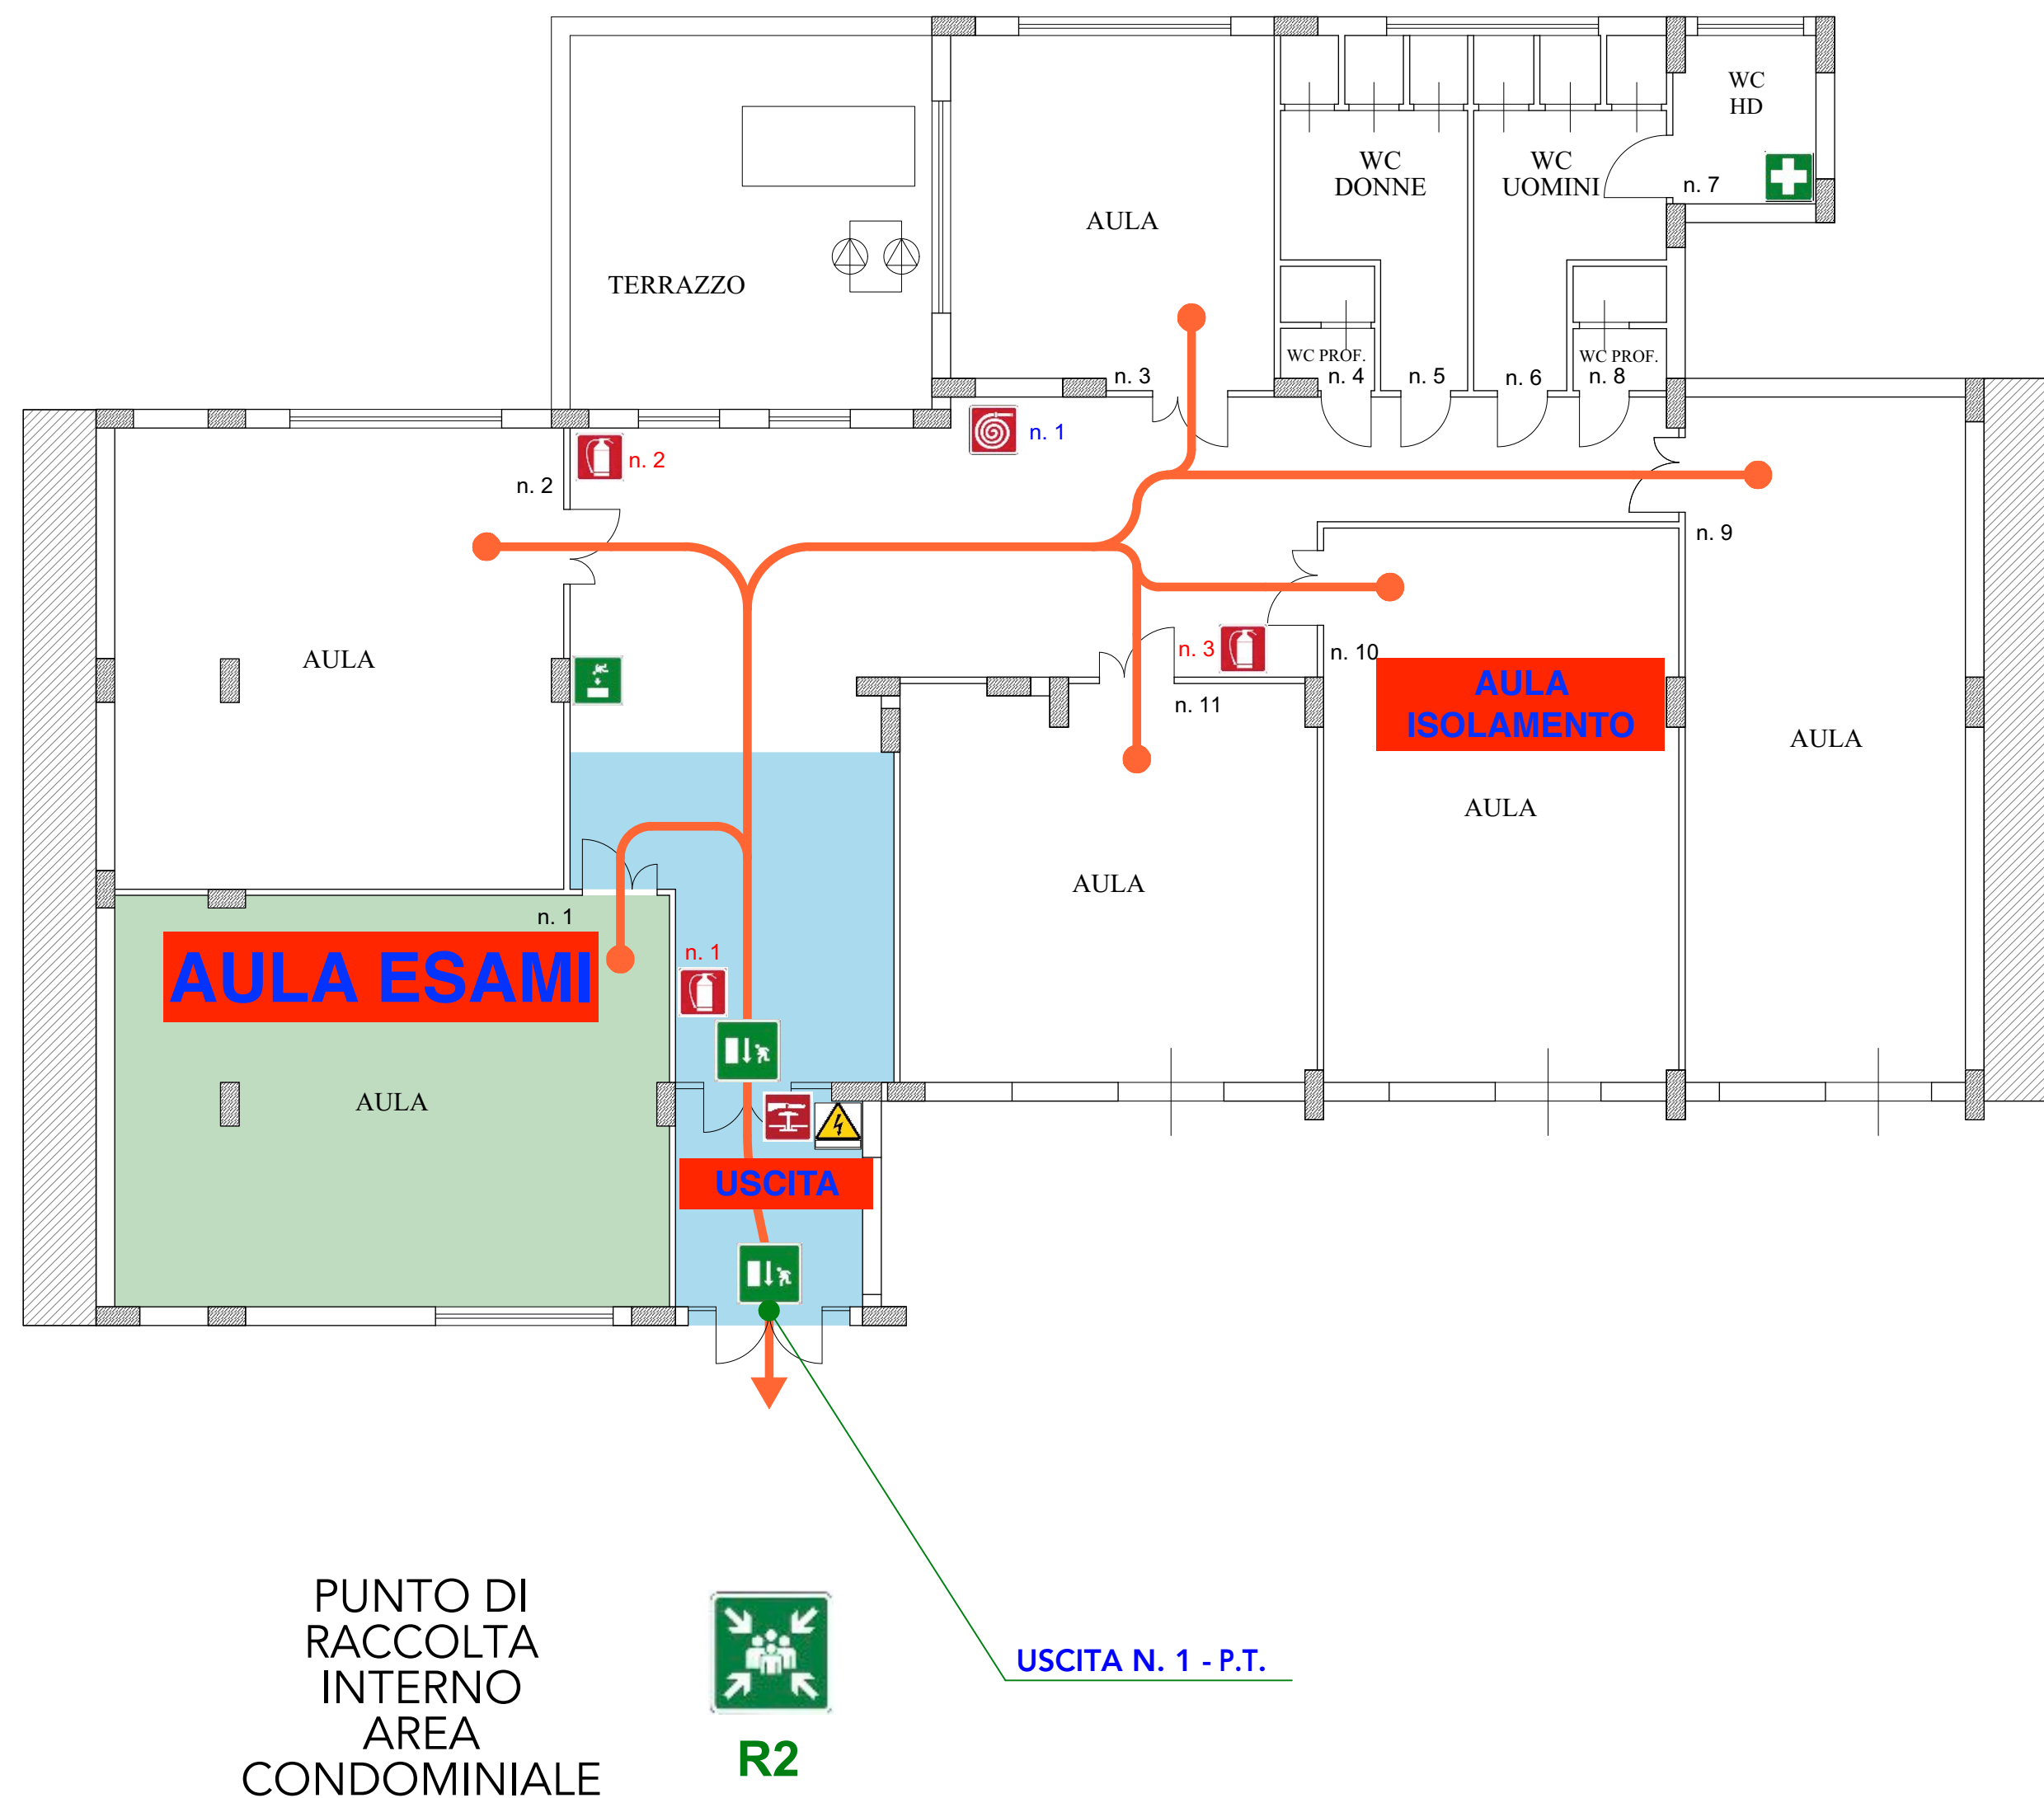 WC
HD
WC
DONNE
WC
UOMINI
n. 7
AULA
TERRAZZO
WC PROF.
WC PROF.
n. 3
n. 4
n. 5
n. 6
n. 8
n. 1
n. 2
n. 2
n. 9
AULA
n. 3
n. 10
AULA
ISOLAMENTO
n. 11
AULA
AULA
AULA
n. 1
AULA ESAMI
n. 1
AULA
USCITA
PUNTO DI
RACCOLTA
INTERNO
AREA
CONDOMINIALE
R2
USCITA N. 1 - P.T.